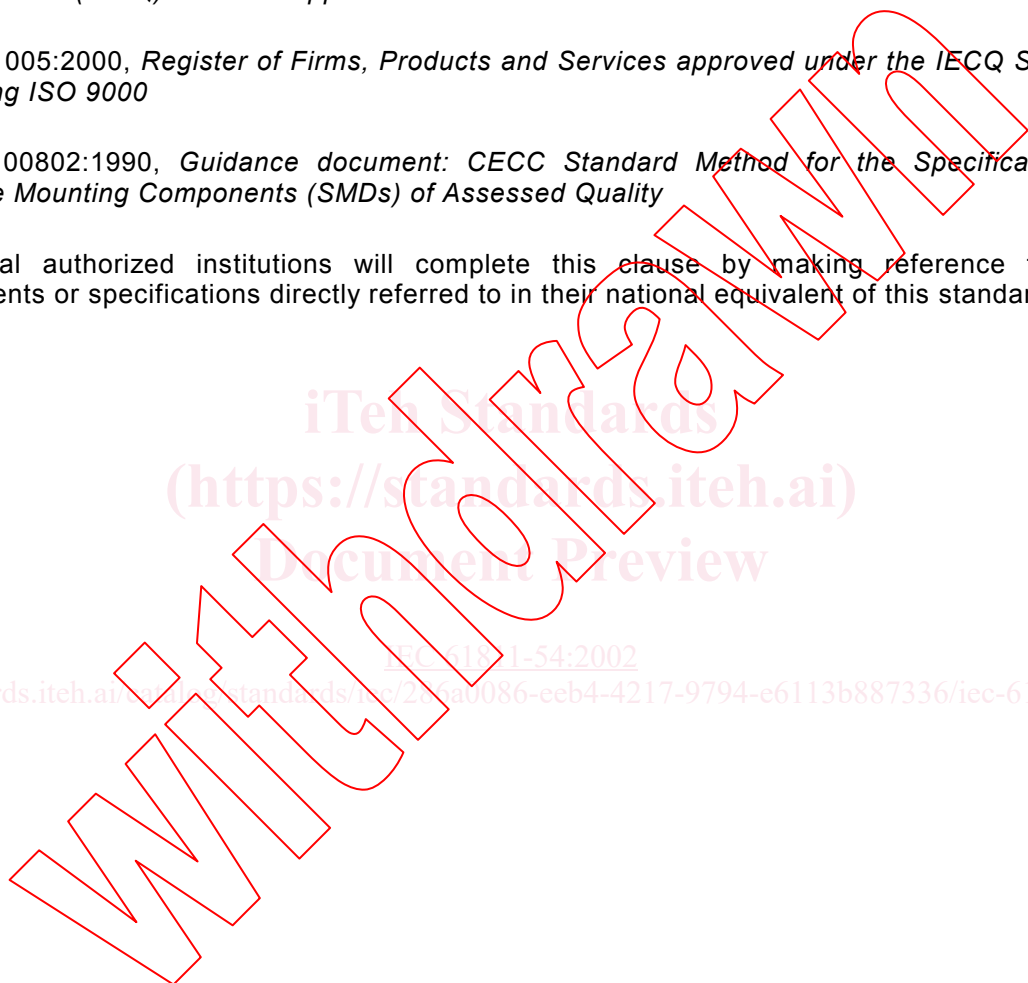 005:2000, Register of Firms, Products and Services approved under the IECQ S
ng ISO 9000
00802:1990, Guidance document: CECC Standard Method for the Specifica
e Mounting Components (SMDs) of Assessed Quality
al authorized institutions will complete this clause by making reference
ents or specifications directly referred to in their national equivalent of this standar
iTeh Standards
(https://standards.iteh.ai)
Document Preview
IEC 61811-54:2002
rds.iteh.ai/catalog/standards/iec/286a0086-eeb4-4217-9794-e6113b887336/iec-6
withdrawn